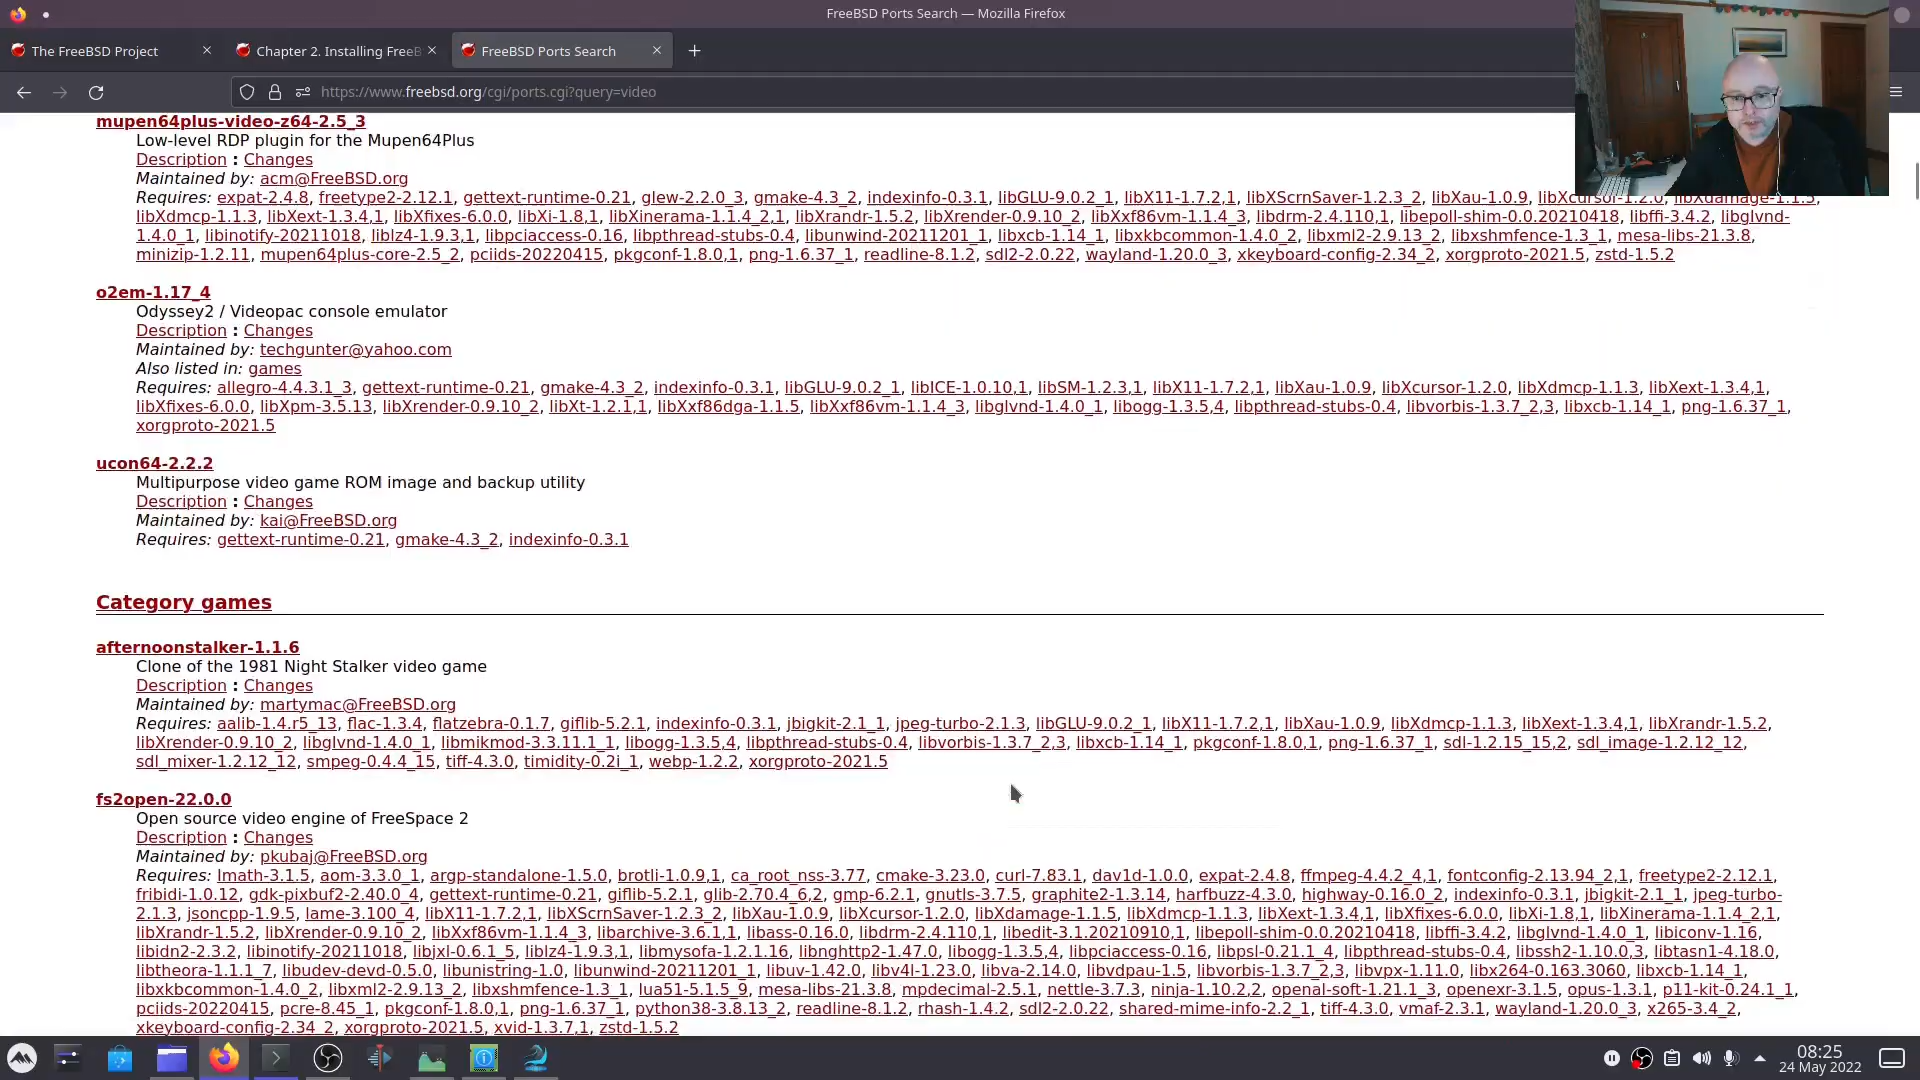 FreeBSD Ports Search — Mozilla Firefox
The FreeBSD Project
Chapter 2. Installing FreeB
FreeBSD Ports Search
https://www.freebsd.org/cgi/ports.cgi?query=video
mupen64plus-video-z64-2.5_3
Low-level RDP plugin for the Mupen64Plus
Description : Changes
Maintained by: acm@FreeBSD.org
Requires: expat-2.4.8, freetype2-2.12.1, gettext-runtime-0.21, glew-2.2.0_3, gmake-4.3_2, indexinfo-0.3.1, libGLU-9.0.2_1, libX11-1.7.2,1, libXScrnSaver-1.2.3_2, libXau-1.0.9, libXcursor-1.2.0, libXdamage-1.1.5,
libXdmcp-1.1.3, libXext-1.3.4,1, libXfixes-6.0.0, libXi-1.8,1, libXinerama-1.1.4_2,1, libXrandr-1.5.2, libXrender-0.9.10_2, libXxf86vm-1.1.4_3, libdrm-2.4.110,1, libepoll-shim-0.0.20210418, libffi-3.4.2, libglvnd-
1.4.0_1, libinotify-20211018, liblz4-1.9.3,1, libpciaccess-0.16, libpthread-stubs-0.4, libunwind-20211201_1, libxcb-1.14_1, libxkbcommon-1.4.0_2, libxml2-2.9.13_2, libxshmfence-1.3_1, mesa-libs-21.3.8,
minizip-1.2.11, mupen64plus-core-2.5_2, pciids-20220415, pkgconf-1.8.0,1, png-1.6.37_1, readline-8.1.2, sdl2-2.0.22, wayland-1.20.0_3, xkeyboard-config-2.34_2, xorgproto-2021.5, zstd-1.5.2
o2em-1.17_4
Odyssey2 / Videopac console emulator
Description : Changes
Maintained by: techgunter@yahoo.com
Also listed in: games
Requires: allegro-4.4.3.1_3, gettext-runtime-0.21, gmake-4.3_2, indexinfo-0.3.1, libGLU-9.0.2_1, libICE-1.0.10,1, libSM-1.2.3,1, libX11-1.7.2,1, libXau-1.0.9, libXcursor-1.2.0, libXdmcp-1.1.3, libXext-1.3.4,1,
libXfixes-6.0.0, libXpm-3.5.13, libXrender-0.9.10_2, libXt-1.2.1,1, libXxf86dga-1.1.5, libXxf86vm-1.1.4_3, libglvnd-1.4.0_1, libogg-1.3.5,4, libpthread-stubs-0.4, libvorbis-1.3.7_2,3, libxcb-1.14_1, png-1.6.37_1,
xorgproto-2021.5
ucon64-2.2.2
Multipurpose video game ROM image and backup utility
Description : Changes
Maintained by: kai@FreeBSD.org
Requires: gettext-runtime-0.21, gmake-4.3_2, indexinfo-0.3.1
Category games
afternoonstalker-1.1.6
Clone of the 1981 Night Stalker video game
Description : Changes
Maintained by: martymac@FreeBSD.org
Requires: aalib-1.4.r5_13, flac-1.3.4, flatzebra-0.1.7, giflib-5.2.1, indexinfo-0.3.1, jbigkit-2.1_1, jpeg-turbo-2.1.3, libGLU-9.0.2_1, libX11-1.7.2,1, libXau-1.0.9, libXdmcp-1.1.3, libXext-1.3.4,1, libXrandr-1.5.2,
libXrender-0.9.10_2, libglvnd-1.4.0_1, libmikmod-3.3.11.1_1, libogg-1.3.5,4, libpthread-stubs-0.4, libvorbis-1.3.7_2,3, libxcb-1.14_1, pkgconf-1.8.0,1, png-1.6.37_1, sdl-1.2.15_15,2, sdl_image-1.2.12_12,
sdl_mixer-1.2.12_12, smpeg-0.4.4_15, tiff-4.3.0, timidity-0.2i_1, webp-1.2.2, xorgproto-2021.5
fs2open-22.0.0
Open source video engine of FreeSpace 2
Description : Changes
Maintained by: pkubaj@FreeBSD.org
Requires: Imath-3.1.5, aom-3.3.0_1, argp-standalone-1.5.0, brotli-1.0.9,1, ca_root_nss-3.77, cmake-3.23.0, curl-7.83.1, dav1d-1.0.0, expat-2.4.8, ffmpeg-4.4.2_4,1, fontconfig-2.13.94_2,1, freetype2-2.12.1,
fribidi-1.0.12, gdk-pixbuf2-2.40.0_4, gettext-runtime-0.21, giflib-5.2.1, glib-2.70.4_6,2, gmp-6.2.1, gnutls-3.7.5, graphite2-1.3.14, harfbuzz-4.3.0, highway-0.16.0_2, indexinfo-0.3.1, jbigkit-2.1_1, jpeg-turbo-
2.1.3, jsoncpp-1.9.5, lame-3.100_4, libX11-1.7.2,1, libXScrnSaver-1.2.3_2, libXau-1.0.9, libXcursor-1.2.0, libXdamage-1.1.5, libXdmcp-1.1.3, libXext-1.3.4,1, libXfixes-6.0.0, libXi-1.8,1, libXinerama-1.1.4_2,1,
libXrandr-1.5.2, libXrender-0.9.10_2, libXxf86vm-1.1.4_3, libarchive-3.6.1,1, libass-0.16.0, libdrm-2.4.110,1, libedit-3.1.20210910,1, libepoll-shim-0.0.20210418, libffi-3.4.2, libglvnd-1.4.0_1, libiconv-1.16,
libidn2-2.3.2, libinotify-20211018, libjxl-0.6.1_5, liblz4-1.9.3,1, libmysofa-1.2.1.16, libnghttp2-1.47.0, libogg-1.3.5,4, libpciaccess-0.16, libpsl-0.21.1_4, libpthread-stubs-0.4, libssh2-1.10.0,3, libtasn1-4.18.0,
libtheora-1.1.1_7, libudev-devd-0.5.0, libunistring-1.0, libunwind-20211201_1, libuv-1.42.0, libv4l-1.23.0, libva-2.14.0, libvdpau-1.5, libvorbis-1.3.7_2,3, libvpx-1.11.0, libx264-0.163.3060, libxcb-1.14_1,
libxkbcommon-1.4.0_2, libxml2-2.9.13_2, libxshmfence-1.3_1, lua51-5.1.5_9, mesa-libs-21.3.8, mpdecimal-2.5.1, nettle-3.7.3, ninja-1.10.2,2, openal-soft-1.21.1_3, openexr-3.1.5, opus-1.3.1, p11-kit-0.24.1_1,
pciids-20220415, pcre-8.45_1, pkgconf-1.8.0,1, png-1.6.37_1, python38-3.8.13_2, readline-8.1.2, rhash-1.4.2, sdl2-2.0.22, shared-mime-info-2.2_1, tiff-4.3.0, vmaf-2.3.1, wayland-1.20.0_3, x265-3.4_2,
xkeyboard-config-2.34_2, xorgproto-2021.5, xvid-1.3.7,1, zstd-1.5.2
08:25
24 May 2022